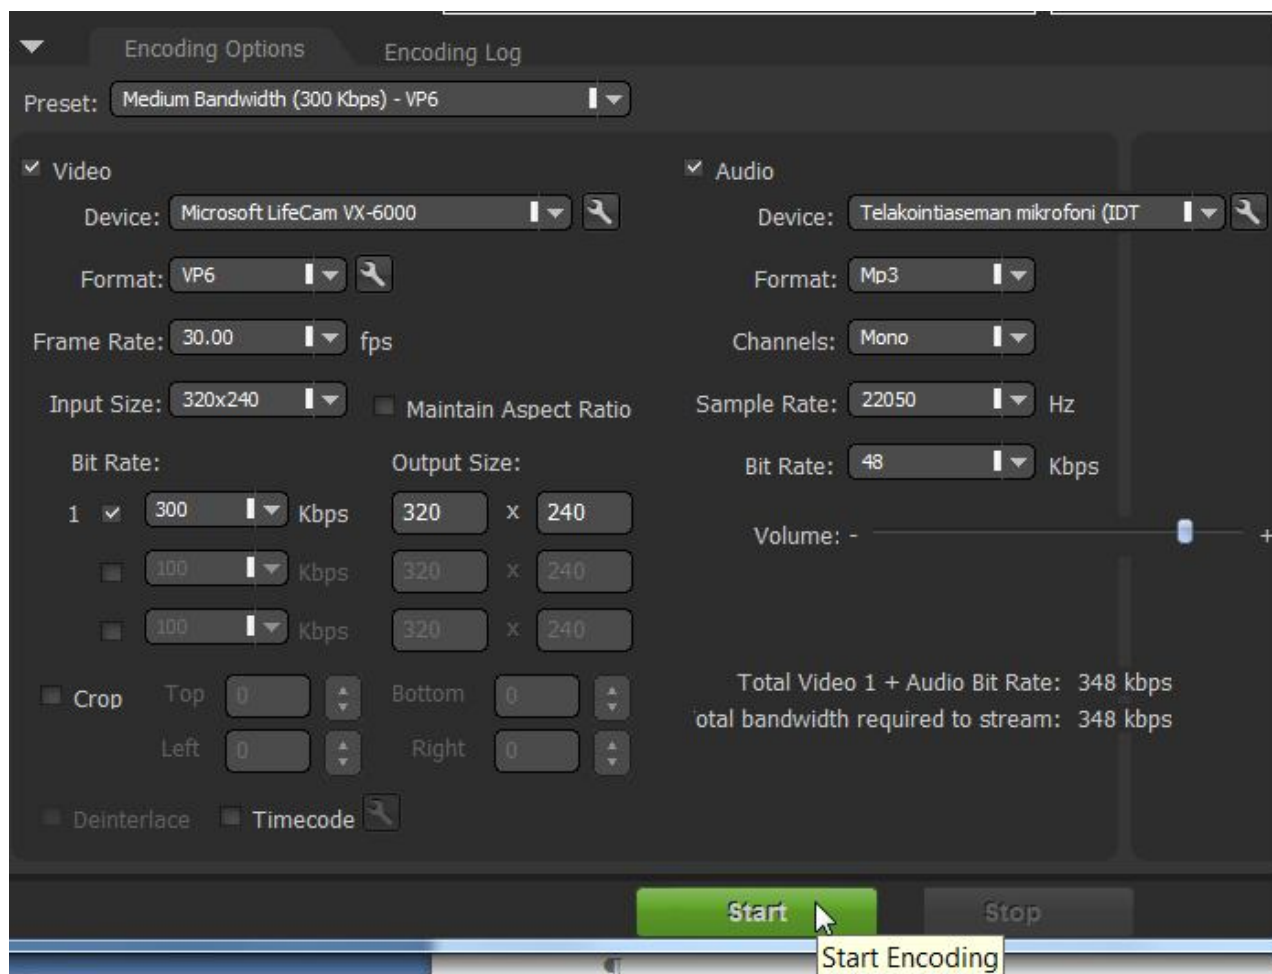 Encoding Options Encoding Log
Preset: Medium Bandwidth (300 Kbps) - VP6
Video
Device: Microsoft LifeCam VX-6000
Format: VP6
Frame Rate: 30.00 fps
Input Size: 320x240 Maintain Aspect Ratio
Bit Rate: Output Size:
1 300 Kbps 320 x 240
100 Kbps 320 x 240
100 Kbps 320 x 240
Crop Top 0 Bottom 0
Left 0 Right 0
Deinterlace Timecode
Audio
Device: Telakointiaseman mikrofoni (IDT
Format: Mp3
Channels: Mono
Sample Rate: 22050 Hz
Bit Rate: 48 Kbps
Volume: - +
Total Video 1 + Audio Bit Rate: 348 kbps
otal bandwidth required to stream: 348 kbps
Start Stop
Start Encoding
¶